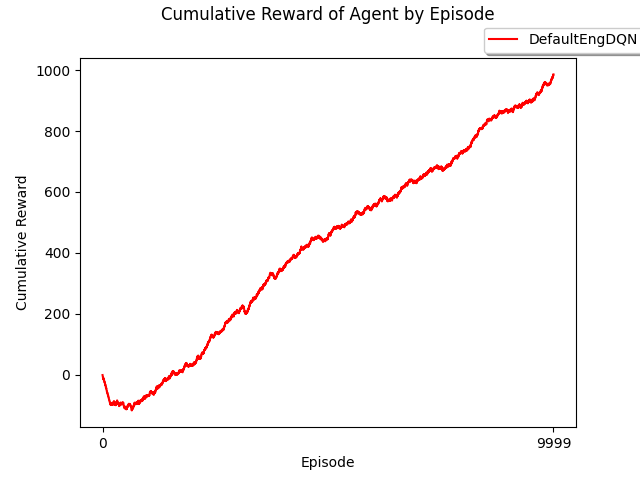 Cumulative Reward of Agent by Episode
DefaultEngDQN
1000
800
600
400
200
0
Cumulative Reward
0
9999
Episode